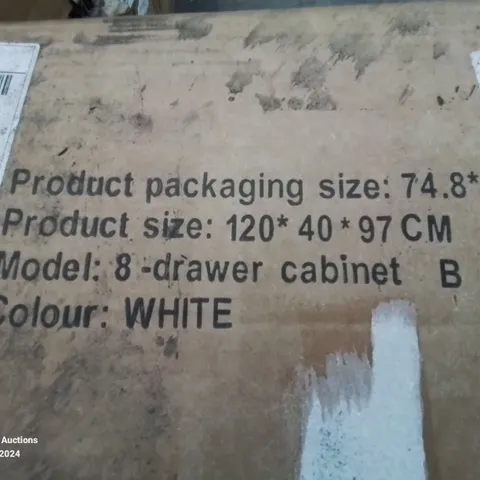 Product packaging size: 74.8*
Product size: 120* 40 * 97 CM
Model: 8 -drawer cabinet B
Colour: WHITE
Auctions
2024